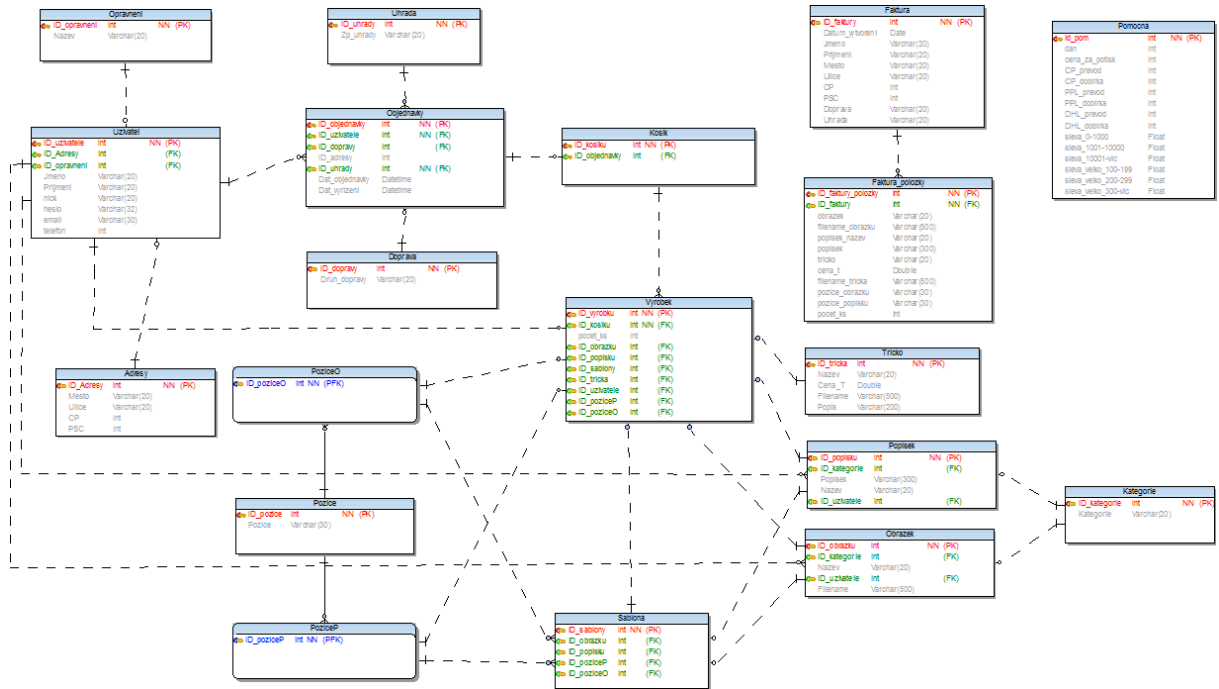 Opravneni
ID_opravneni Int NN (PK)
Nazev Varchar(20)
Uhrada
ID_uhrady Int NN (PK)
Zp_uhrady Varchar(20)
Faktura
ID_faktury Int NN (PK)
Datum_vytvoreni Date
Jmeno Varchar(20)
Prijmeni Varchar(20)
Mesto Varchar(20)
Ulice Varchar(20)
CP Int
PSC Int
Doprava Varchar(20)
Uhrada Varchar(20)
Pomocna
Id_pom Int NN (PK)
dan Int
cena_za_potisk Int
CP_prevod Int
CP_dobirka Int
PPL_prevod Int
PPL_dobirka Int
DHL_prevod Int
DHL_dobirka Int
sleva_0-1000 Float
sleva_1001-10000 Float
sleva_10001-vic Float
sleva_velko_100-199 Float
sleva_velko_200-299 Float
sleva_velko_300-vic Float
Uzivatel
ID_uzivatele Int NN (PK)
ID_Adresy Int (FK)
ID_opravneni Int (FK)
Jmeno Varchar(20)
Prijmeni Varchar(20)
nick Varchar(20)
heslo Varchar(32)
email Varchar(30)
telefon Int
Objednavky
ID_objednavky Int NN (PK)
ID_uzivatele Int NN (FK)
ID_dopravy Int (FK)
ID_adresy Int NN
ID_uhrady Int NN (FK)
Dat_objednavky Datetime
Dat_vyrizeni Datetime
Kosik
ID_kosiku Int NN (PK)
ID_objednavky Int (FK)
Faktura_polozky
ID_faktury_polozky Int NN (PK)
ID_faktury Int NN (FK)
obrazek Varchar(20)
filename_obrazku Varchar(500)
popisek_nazev Varchar(20)
popisek Varchar(300)
tricko Varchar(20)
cena_t Double
filename_tricka Varchar(500)
pozice_obrazku Varchar(30)
pozice_popisku Varchar(30)
pocet_ks Int
Doprava
ID_dopravy Int NN (PK)
Druh_dopravy Varchar(20)
Vyrobek
ID_vyrobku Int NN (PK)
ID_kosiku Int NN (FK)
pocet_ks Int
ID_obrazku Int (FK)
ID_popisku Int (FK)
ID_sablony Int (FK)
ID_tricka Int (FK)
ID_uzivatele Int (FK)
ID_poziceP Int (FK)
ID_poziceO Int (FK)
Tricko
ID_tricka Int NN (PK)
Nazev Varchar(20)
Cena_T Double
Filename Varchar(500)
Popis Varchar(200)
Adresy
ID_Adresy Int NN (PK)
Mesto Varchar(20)
Ulice Varchar(20)
CP Int
PSC Int
PoziceO
ID_poziceO Int NN (PFK)
Popisek
ID_popisku Int NN (PK)
ID_kategorie Int (FK)
Popisek Varchar(300)
Nazev Varchar(20)
ID_uzivatele Int (FK)
Kategorie
ID_kategorie Int NN (PK)
Kategorie Varchar(20)
Pozice
ID_pozice Int NN (PK)
Pozice Varchar(30)
Obrazek
ID_obrazku Int NN (PK)
ID_kategorie Int (FK)
Nazev Varchar(20)
ID_uzivatele Int (FK)
Filename Varchar(500)
PoziceP
ID_poziceP Int NN (PFK)
Sablona
ID_sablony Int NN (PK)
ID_obrazku Int (FK)
ID_popisku Int (FK)
ID_poziceP Int (FK)
ID_poziceO Int (FK)